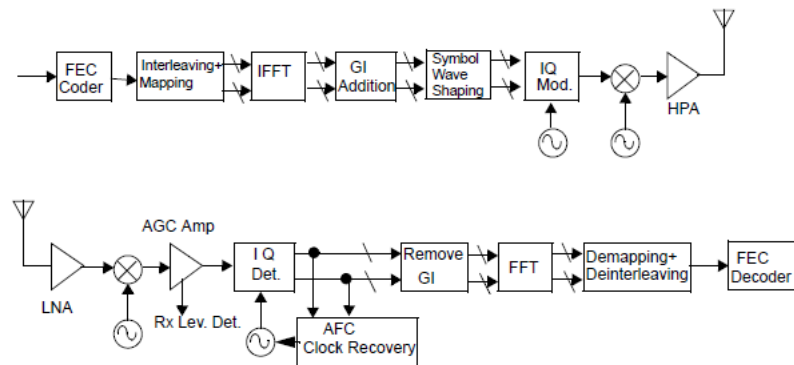 FEC
Coder
Interleaving+
Mapping
IFFT
GI
Addition
Symbol
Wave
Shaping
IQ
Mod.
HPA
LNA
AGC Amp
Rx Lev. Det.
I Q
Det.
AFC
Clock Recovery
Remove
GI
FFT
Demapping+
Deinterleaving
FEC
Decoder